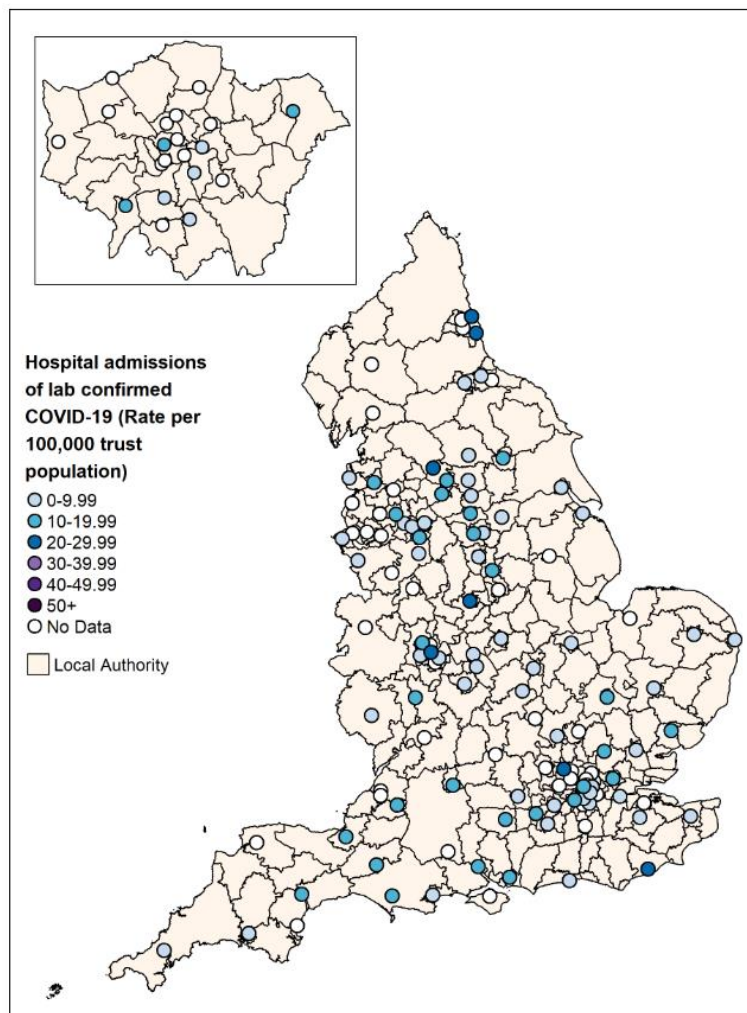 Hospital admissions
of lab confirmed
COVID-19 (Rate per
100,000 trust
population)
0-9.99
10-19.99
20-29.99
30-39.99
40-49.99
50+
No Data
Local Authority